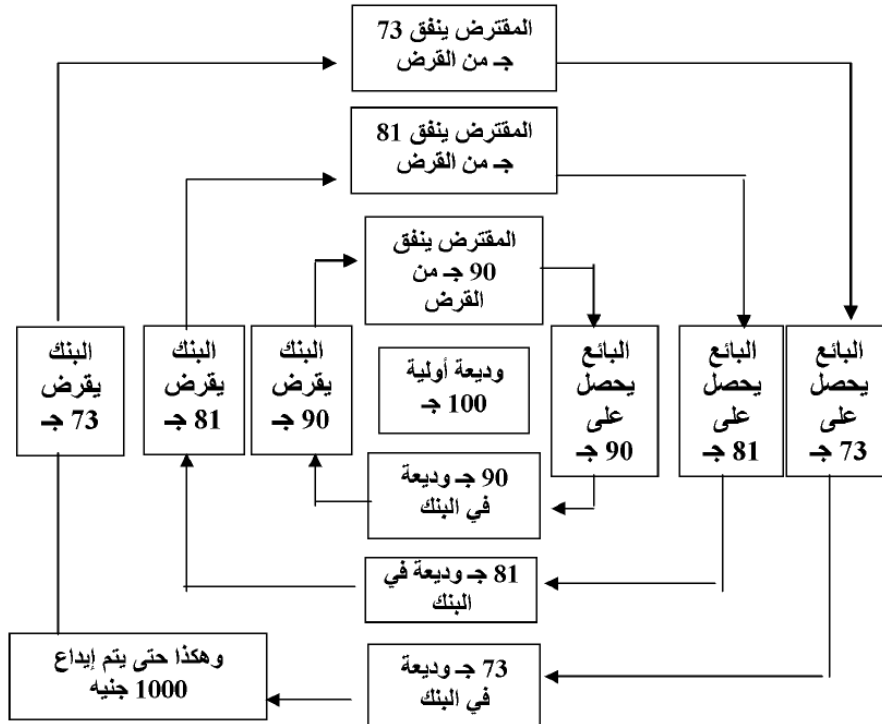 المقترض ينفق 73
جـ من القرض
المقترض ينفق 81
جـ من القرض
المقترض ينفق
90 جـ من
القرض
البائع
يحصل
على
73 جـ
البائع
يحصل
على
81 جـ
البائع
يحصل
على
90 جـ
وديعة أولية
100 جـ
البنك
يقرض
90 جـ
البنك
يقرض
81 جـ
البنك
يقرض
73 جـ
90 جـ وديعة
في البنك
81 جـ وديعة في
البنك
73 جـ وديعة
في البنك
وهكذا حتى يتم إيداع
1000 جنيه